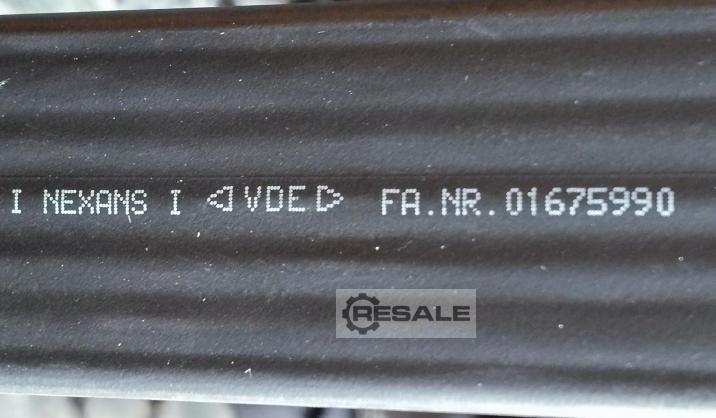 I NEXANS I ◁VDE▷ FA.NR.01675990
RESALE